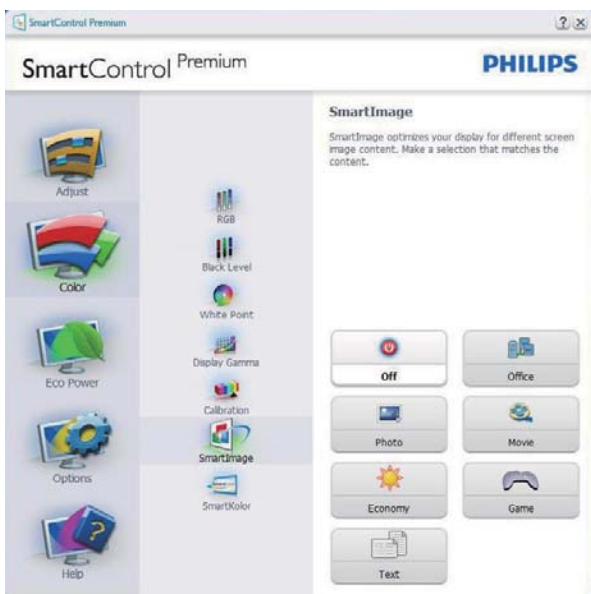 SmartControl Premium
SmartControl Premium
PHILIPS
Adjust
Color
Eco Power
Options
Help
RGB
Black Level
White Point
Display Gamma
Calibration
SmartImage
SmartKolor
SmartImage
SmartImage optimizes your display for different screen
image content. Make a selection that matches the
content.
Off
Office
Photo
Movie
Economy
Game
Text